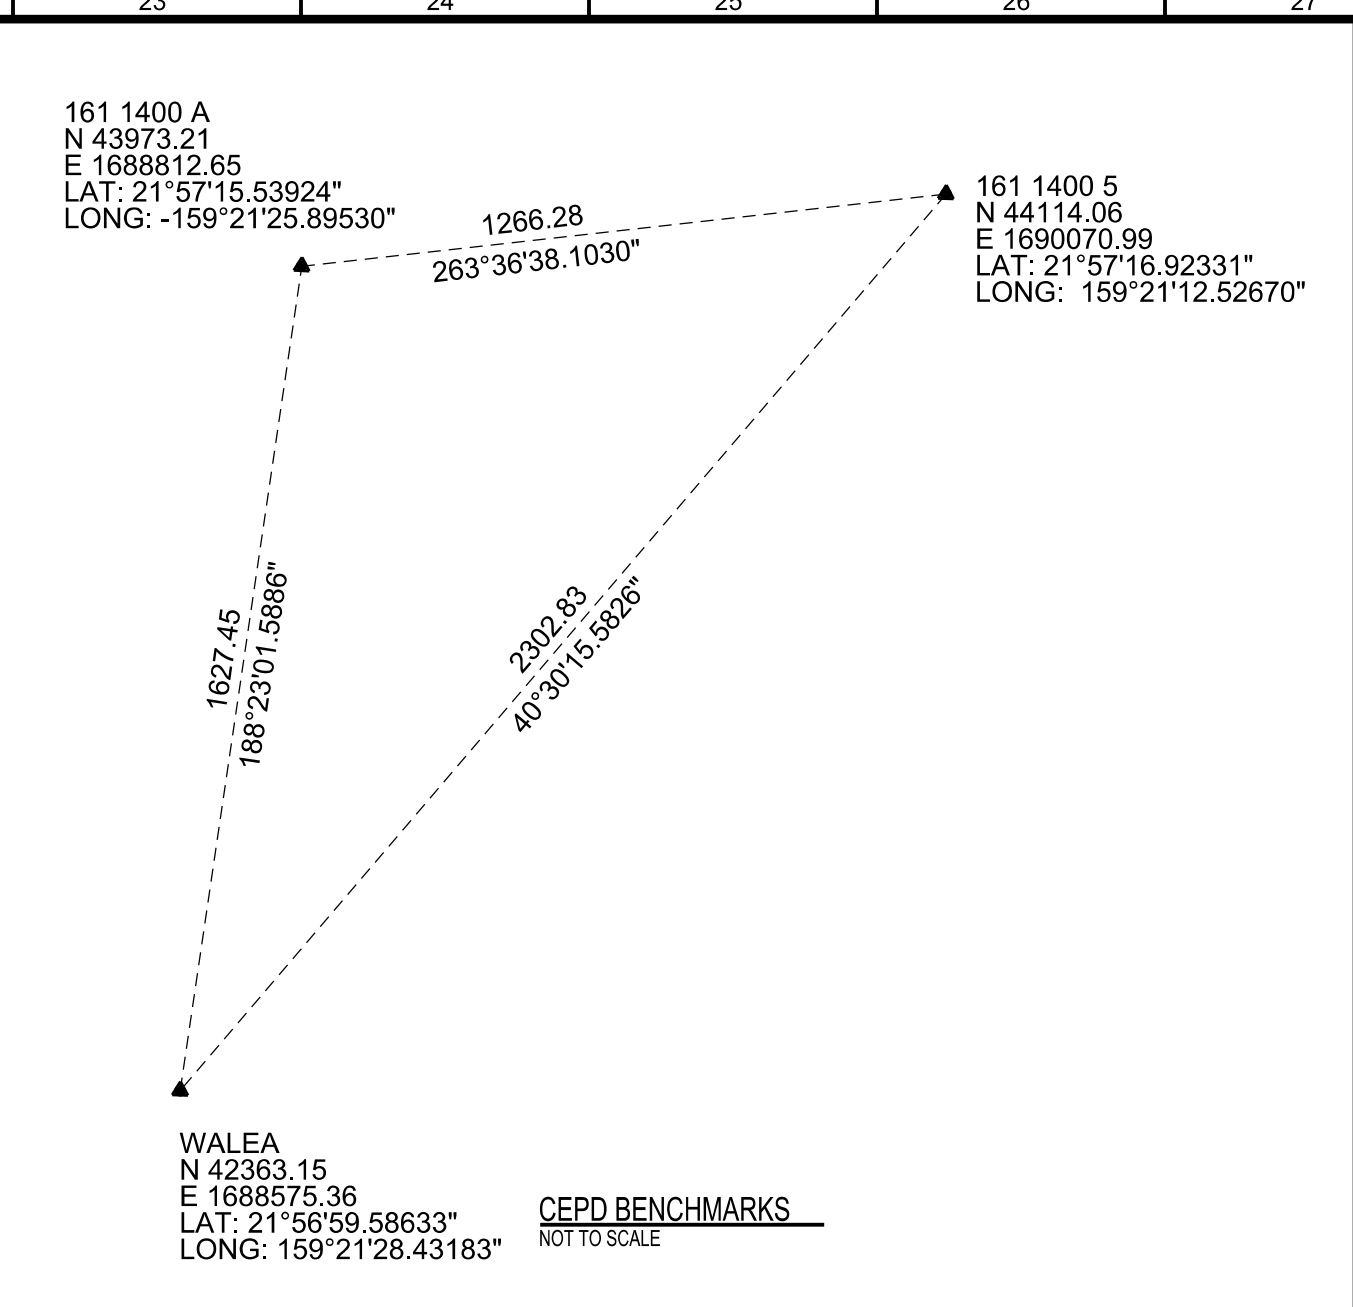 23 24 25 26 27
161 1400 A
N 43973.21
E 1688812.65
LAT: 21°57'15.53924"
LONG: -159°21'25.89530"
1266.28
263°36'38.1030"
161 1400 5
N 44114.06
E 1690070.99
LAT: 21°57'16.92331"
LONG:  159°21'12.52670"
1627.45
188°23'01.5886"
2302.83
40°30'15.5826"
WALEA
N 42363.15
E 1688575.36
LAT: 21°56'59.58633"
LONG: 159°21'28.43183"
CEPD BENCHMARKS
NOT TO SCALE